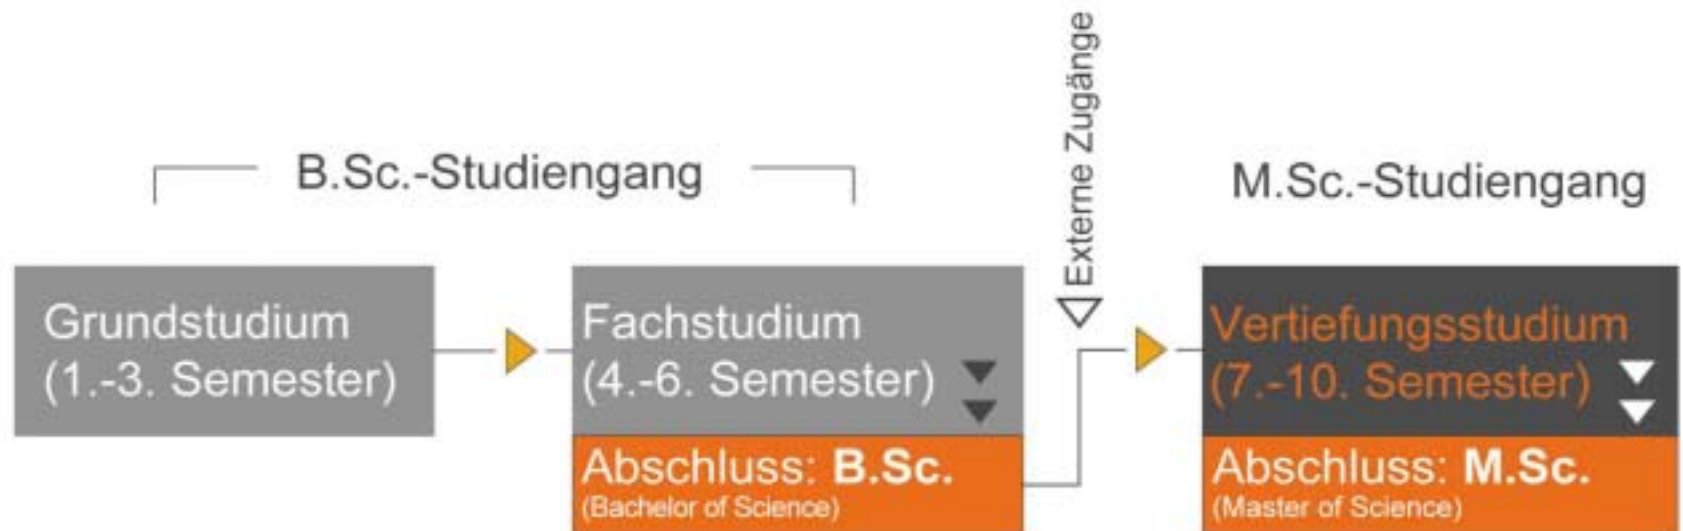 Externe Zugänge
B.Sc.-Studiengang
M.Sc.-Studiengang
Grundstudium
(1.-3. Semester)
Fachstudium
(4.-6. Semester)
Abschluss: B.Sc.
(Bachelor of Science)
Vertiefungsstudium
(7.-10. Semester)
Abschluss: M.Sc.
(Master of Science)